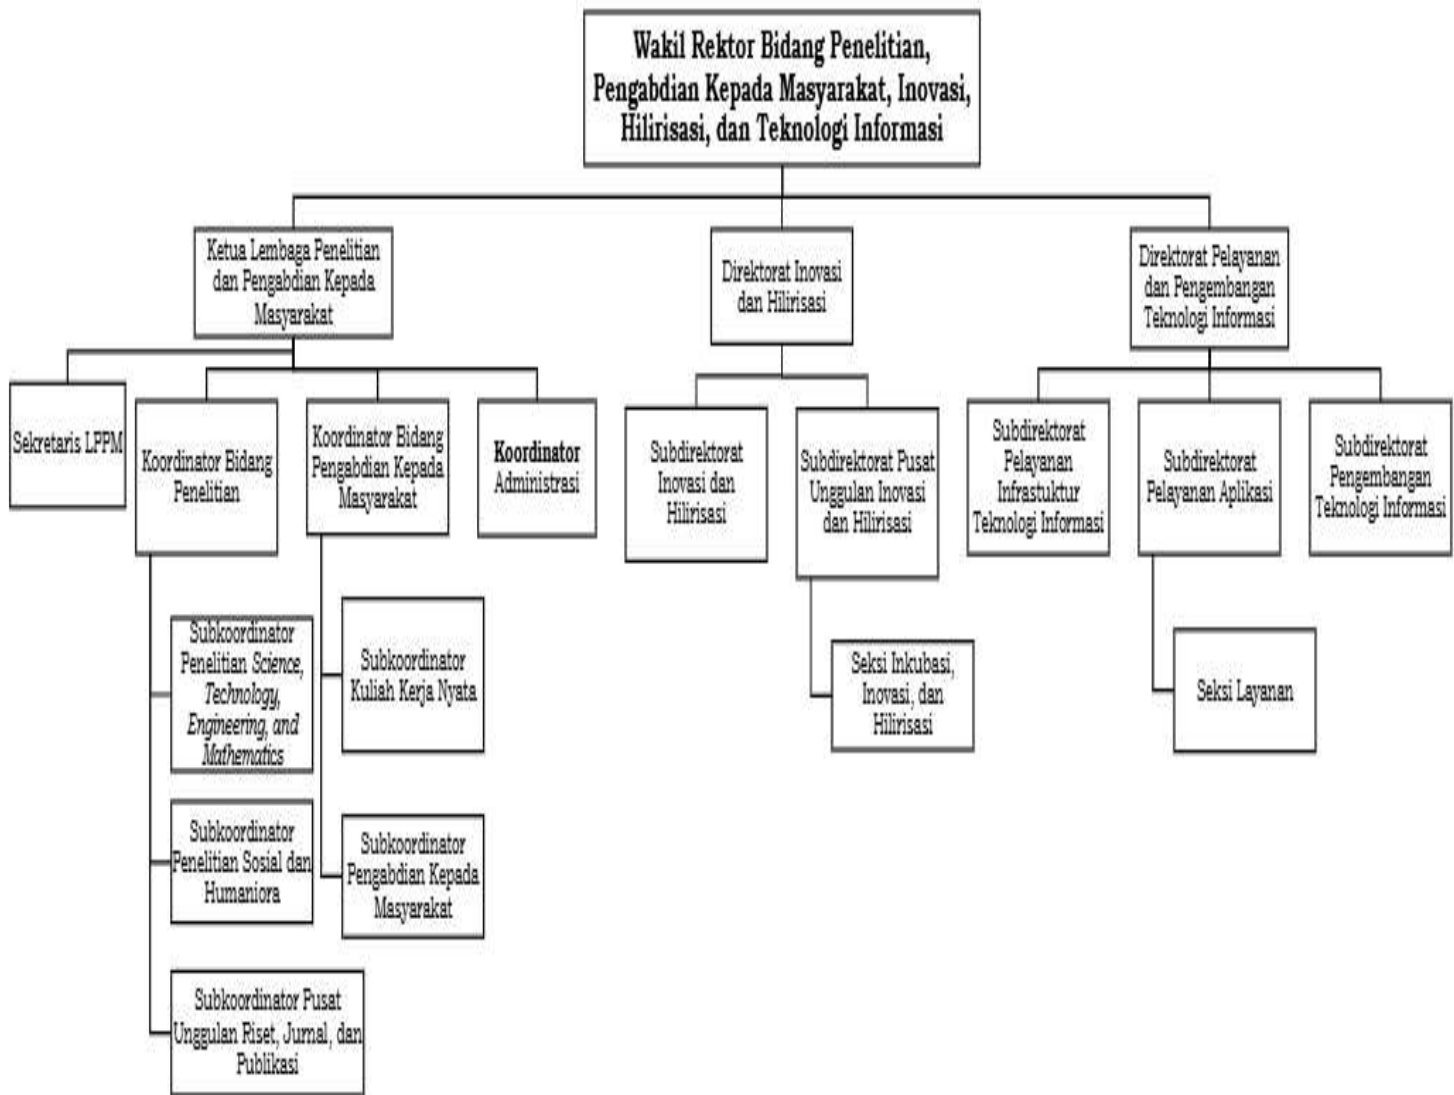 Wakil Rektor Bidang Penelitian,
Pengabdian Kepada Masyarakat, Inovasi,
Hilirisasi, dan Teknologi Informasi
Ketua Lembaga Penelitian
dan Pengabdian Kepada
Masyarakat
Direktorat Inovasi
dan Hilirisasi
Direktorat Pelayanan
dan Pengembangan
Teknologi Informasi
Sekretaris LPPM
Koordinator Bidang
Penelitian
Koordinator Bidang
Pengabdian Kepada
Masyarakat
Koordinator
Administrasi
Subdirektorat
Inovasi dan
Hilirisasi
Subdirektorat Pusat
Unggulan Inovasi
dan Hilirisasi
Subdirektorat
Pelayanan
Infrastuktur
Teknologi Informasi
Subdirektorat
Pelayanan Aplikasi
Subdirektorat
Pengembangan
Teknologi Informasi
Subkoordinator
Penelitian Science,
Technology,
Engineering, and
Mathematics
Subkoordinator
Kuliah Kerja Nyata
Seksi Inkubasi,
Inovasi, dan
Hilirisasi
Seksi Layanan
Subkoordinator
Penelitian Sosial dan
Humaniora
Subkoordinator
Pengabdian Kepada
Masyarakat
Subkoordinator Pusat
Unggulan Riset, Jurnal, dan
Publikasi